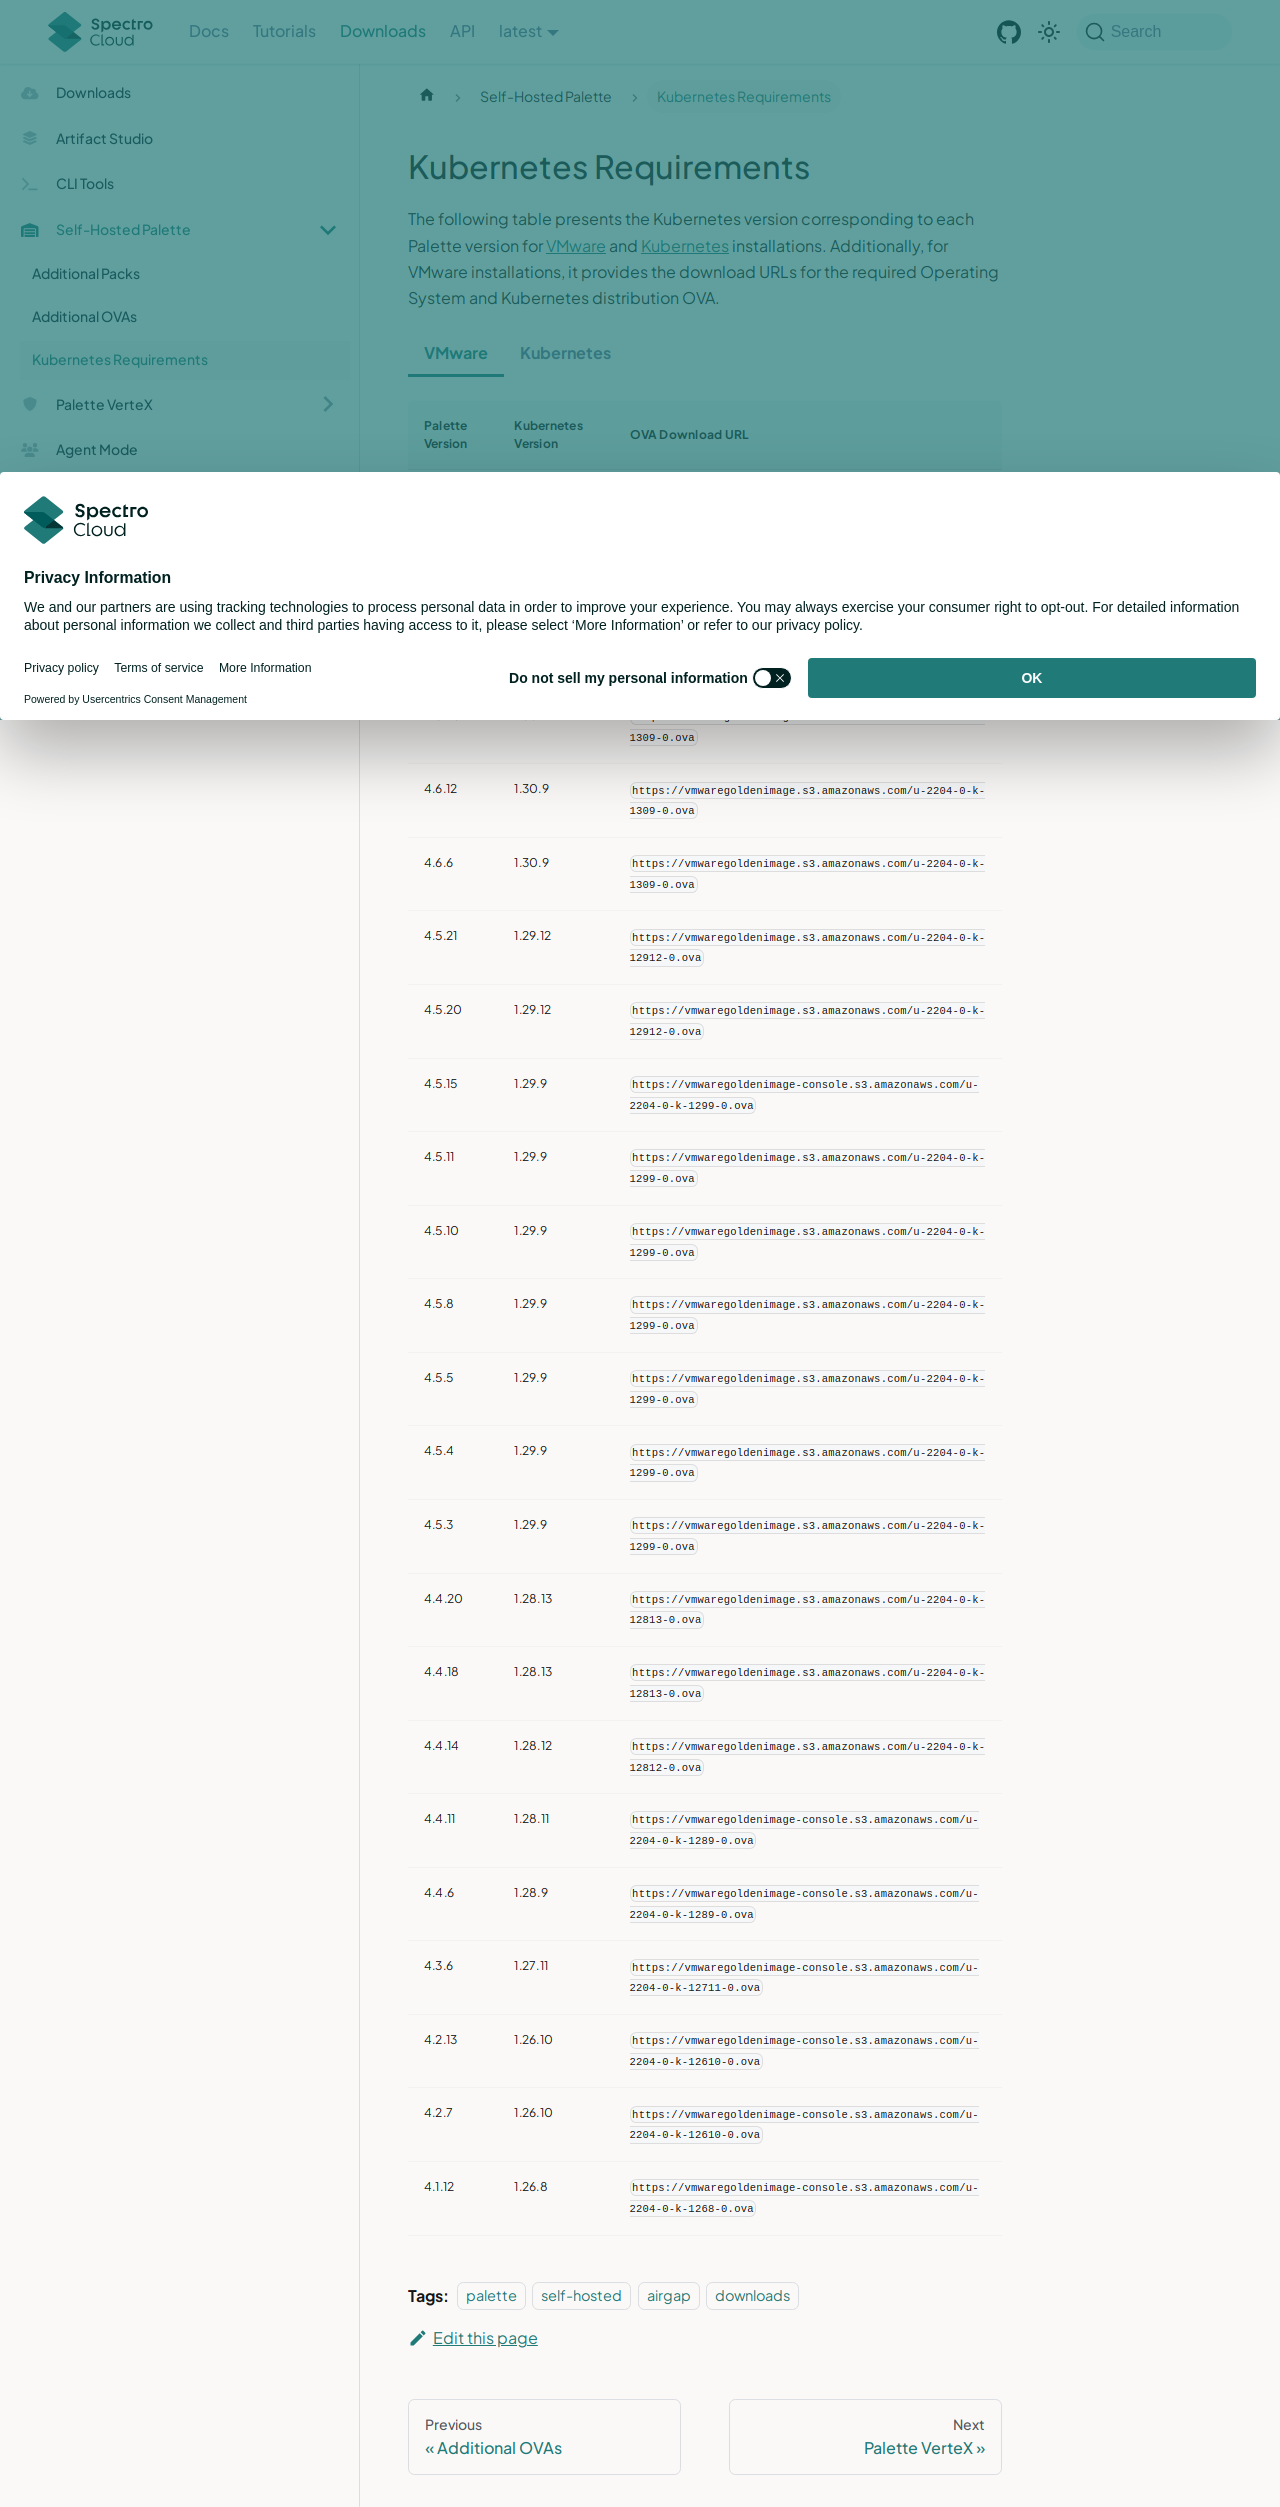 Spectro Cloud
Docs
Tutorials
Downloads
API
latest
Search
Downloads
Artifact Studio
CLI Tools
Self-Hosted Palette
Additional Packs
Additional OVAs
Kubernetes Requirements
Palette VerteX
Agent Mode
Self-Hosted Palette
Kubernetes Requirements
Kubernetes Requirements
The following table presents the Kubernetes version corresponding to each
Palette version for VMware and Kubernetes installations. Additionally, for
VMware installations, it provides the download URLs for the required Operating
System and Kubernetes distribution OVA.
VMware
Kubernetes
Palette Version
Kubernetes Version
OVA Download URL
Spectro Cloud
Privacy Information
We and our partners are using tracking technologies to process personal data in order to improve your experience. You may always exercise your consumer right to opt-out. For detailed information
about personal information we collect and third parties having access to it, please select ‘More Information’ or refer to our privacy policy.
Privacy policy
Terms of service
More Information
Powered by Usercentrics Consent Management
Do not sell my personal information
OK
1309-0.ova
4.6.12 1.30.9 https://vmwaregoldenimage.s3.amazonaws.com/u-2204-0-k-
1309-0.ova
4.6.6 1.30.9 https://vmwaregoldenimage.s3.amazonaws.com/u-2204-0-k-
1309-0.ova
4.5.21 1.29.12 https://vmwaregoldenimage.s3.amazonaws.com/u-2204-0-k-
12912-0.ova
4.5.20 1.29.12 https://vmwaregoldenimage.s3.amazonaws.com/u-2204-0-k-
12912-0.ova
4.5.15 1.29.9 https://vmwaregoldenimage-console.s3.amazonaws.com/u-
2204-0-k-1299-0.ova
4.5.11 1.29.9 https://vmwaregoldenimage.s3.amazonaws.com/u-2204-0-k-
1299-0.ova
4.5.10 1.29.9 https://vmwaregoldenimage.s3.amazonaws.com/u-2204-0-k-
1299-0.ova
4.5.8 1.29.9 https://vmwaregoldenimage.s3.amazonaws.com/u-2204-0-k-
1299-0.ova
4.5.5 1.29.9 https://vmwaregoldenimage.s3.amazonaws.com/u-2204-0-k-
1299-0.ova
4.5.4 1.29.9 https://vmwaregoldenimage.s3.amazonaws.com/u-2204-0-k-
1299-0.ova
4.5.3 1.29.9 https://vmwaregoldenimage.s3.amazonaws.com/u-2204-0-k-
1299-0.ova
4.4.20 1.28.13 https://vmwaregoldenimage.s3.amazonaws.com/u-2204-0-k-
12813-0.ova
4.4.18 1.28.13 https://vmwaregoldenimage.s3.amazonaws.com/u-2204-0-k-
12813-0.ova
4.4.14 1.28.12 https://vmwaregoldenimage.s3.amazonaws.com/u-2204-0-k-
12812-0.ova
4.4.11 1.28.11 https://vmwaregoldenimage-console.s3.amazonaws.com/u-
2204-0-k-1289-0.ova
4.4.6 1.28.9 https://vmwaregoldenimage-console.s3.amazonaws.com/u-
2204-0-k-1289-0.ova
4.3.6 1.27.11 https://vmwaregoldenimage-console.s3.amazonaws.com/u-
2204-0-k-12711-0.ova
4.2.13 1.26.10 https://vmwaregoldenimage-console.s3.amazonaws.com/u-
2204-0-k-12610-0.ova
4.2.7 1.26.10 https://vmwaregoldenimage-console.s3.amazonaws.com/u-
2204-0-k-12610-0.ova
4.1.12 1.26.8 https://vmwaregoldenimage-console.s3.amazonaws.com/u-
2204-0-k-1268-0.ova
Tags: palette self-hosted airgap downloads
Edit this page
Previous
« Additional OVAs
Next
Palette VerteX »